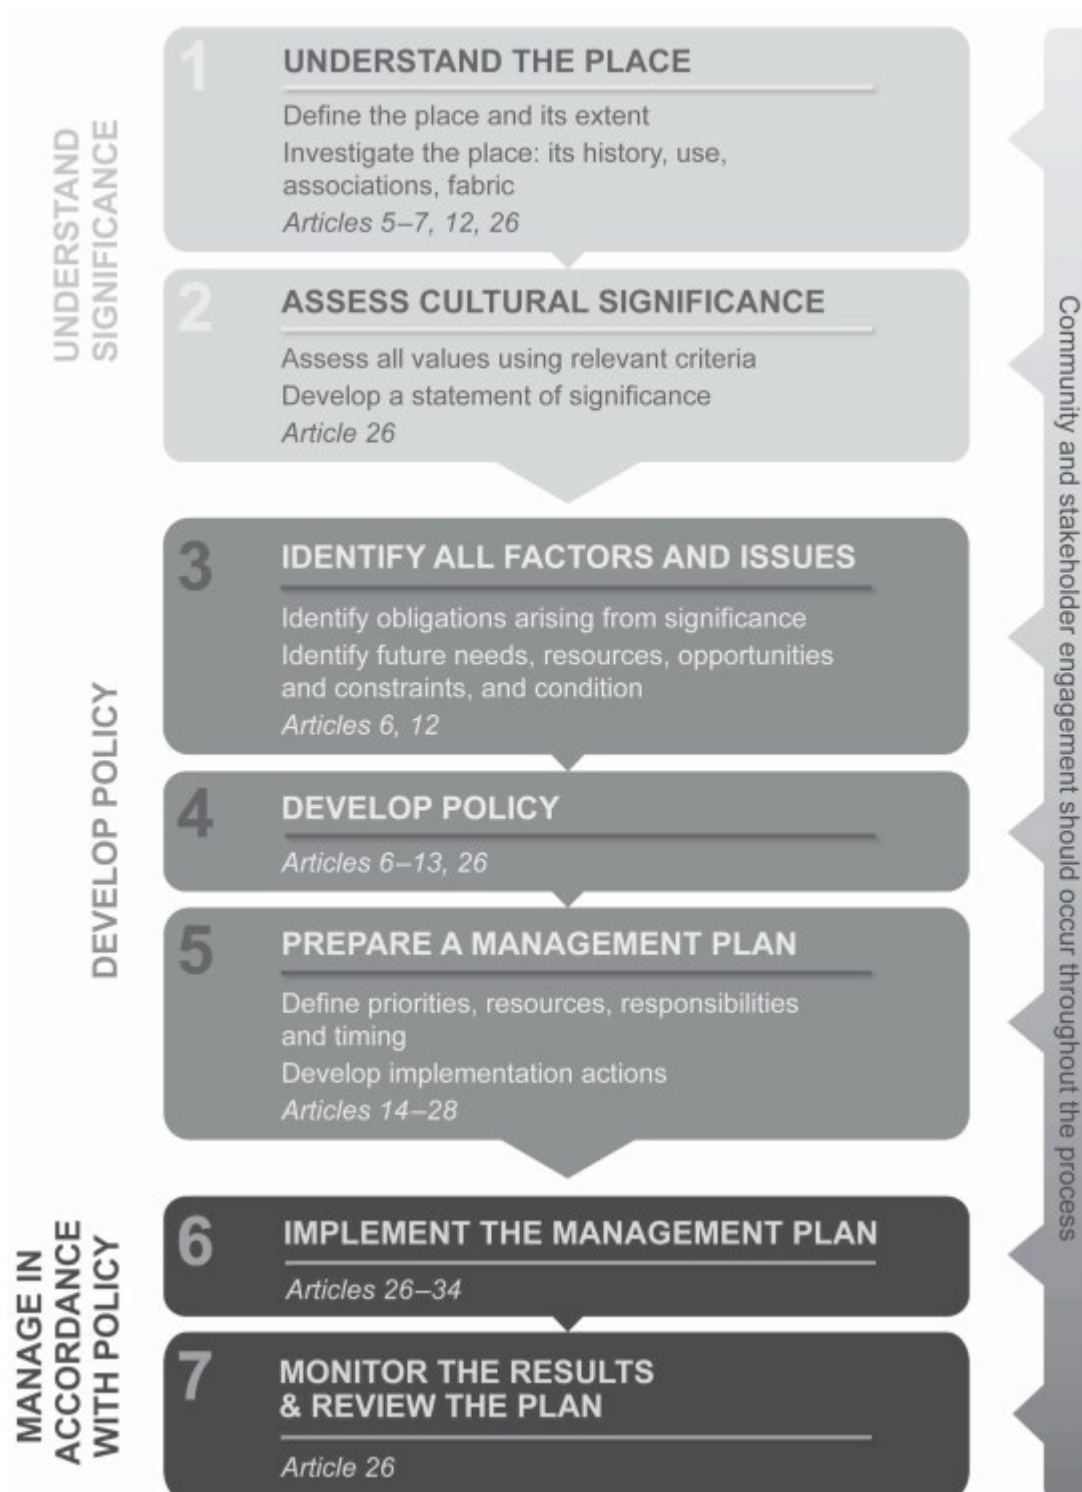 UNDERSTAND
SIGNIFICANCE
1
UNDERSTAND THE PLACE
Define the place and its extent
Investigate the place: its history, use,
associations, fabric
Articles 5–7, 12, 26
2
ASSESS CULTURAL SIGNIFICANCE
Assess all values using relevant criteria
Develop a statement of significance
Article 26
DEVELOP POLICY
3
IDENTIFY ALL FACTORS AND ISSUES
Identify obligations arising from significance
Identify future needs, resources, opportunities
and constraints, and condition
Articles 6, 12
4
DEVELOP POLICY
Articles 6–13, 26
5
PREPARE A MANAGEMENT PLAN
Define priorities, resources, responsibilities
and timing
Develop implementation actions
Articles 14–28
MANAGE IN
ACCORDANCE
WITH POLICY
6
IMPLEMENT THE MANAGEMENT PLAN
Articles 26–34
7
MONITOR THE RESULTS
& REVIEW THE PLAN
Article 26
Community and stakeholder engagement should occur throughout the process